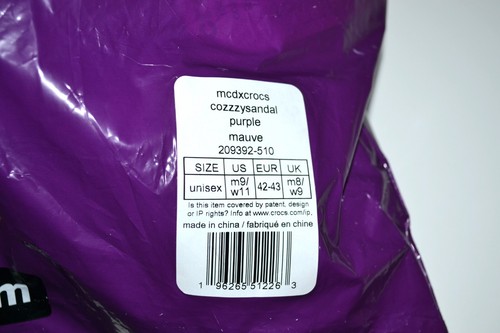 mcdxcrocs
cozzzysandal
purple
mauve
209392-510
SIZE US EUR UK
unisex m9/ w11 42-43 m8/ w9
Is this item covered by patent, design
or IP rights? Info at www.crocs.com/ip.
made in china / fabriqué en chine
1 96265 51226 3
m